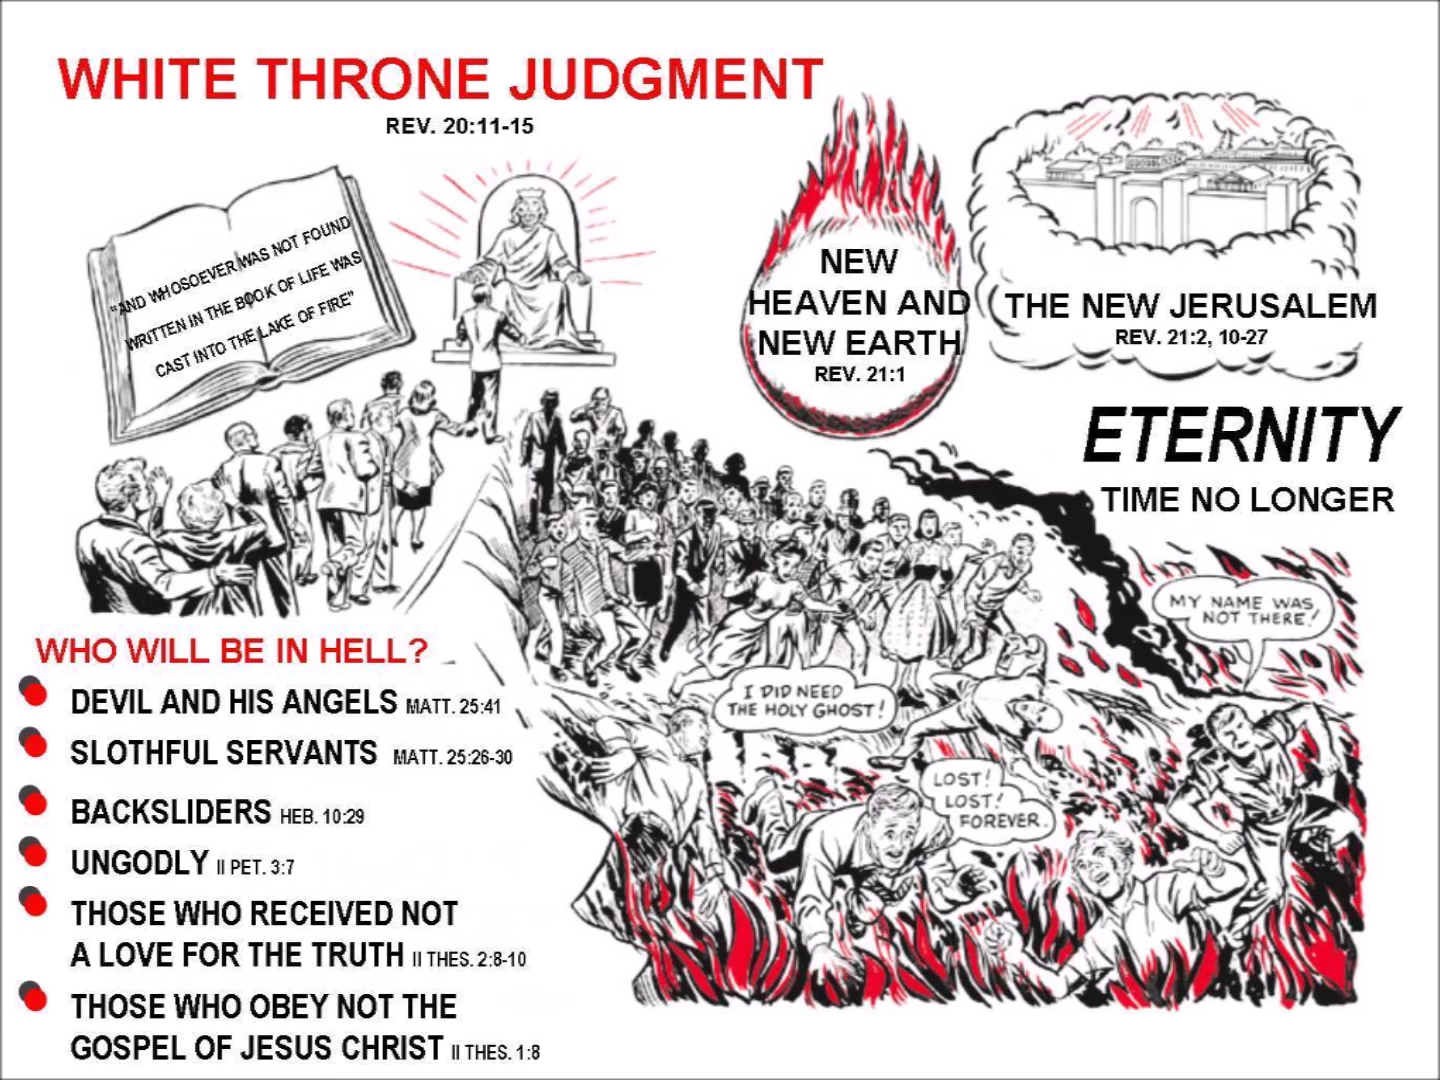 WHITE THRONE JUDGMENT
REV. 20:11-15
"AND WHOSOEVER WAS NOT FOUND
WRITTEN IN THE BOOK OF LIFE WAS
CAST INTO THE LAKE OF FIRE"
NEW
HEAVEN AND
NEW EARTH
REV. 21:1
THE NEW JERUSALEM
REV. 21:2, 10-27
ETERNITY
TIME NO LONGER
MY NAME WAS
NOT THERE!
I DID NEED
THE HOLY GHOST!
LOST!
LOST!
FOREVER.
WHO WILL BE IN HELL?
DEVIL AND HIS ANGELS MATT. 25:41
SLOTHFUL SERVANTS MATT. 25:26-30
BACKSLIDERS HEB. 10:29
UNGODLY II PET. 3:7
THOSE WHO RECEIVED NOT
A LOVE FOR THE TRUTH II THES. 2:8-10
THOSE WHO OBEY NOT THE
GOSPEL OF JESUS CHRIST II THES. 1:8